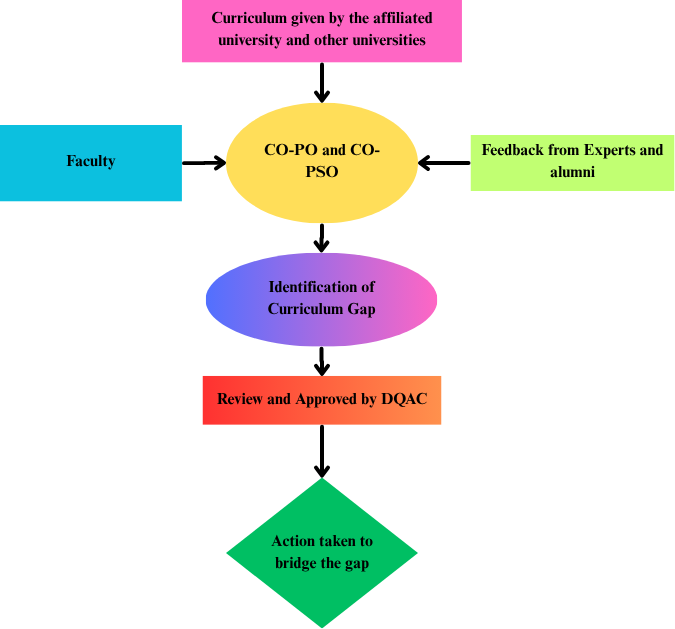 Curriculum given by the affiliated
university and other universities
Faculty
CO-PO and CO-
PSO
Feedback from Experts and
alumni
Identification of
Curriculum Gap
Review and Approved by DQAC
Action taken to
bridge the gap